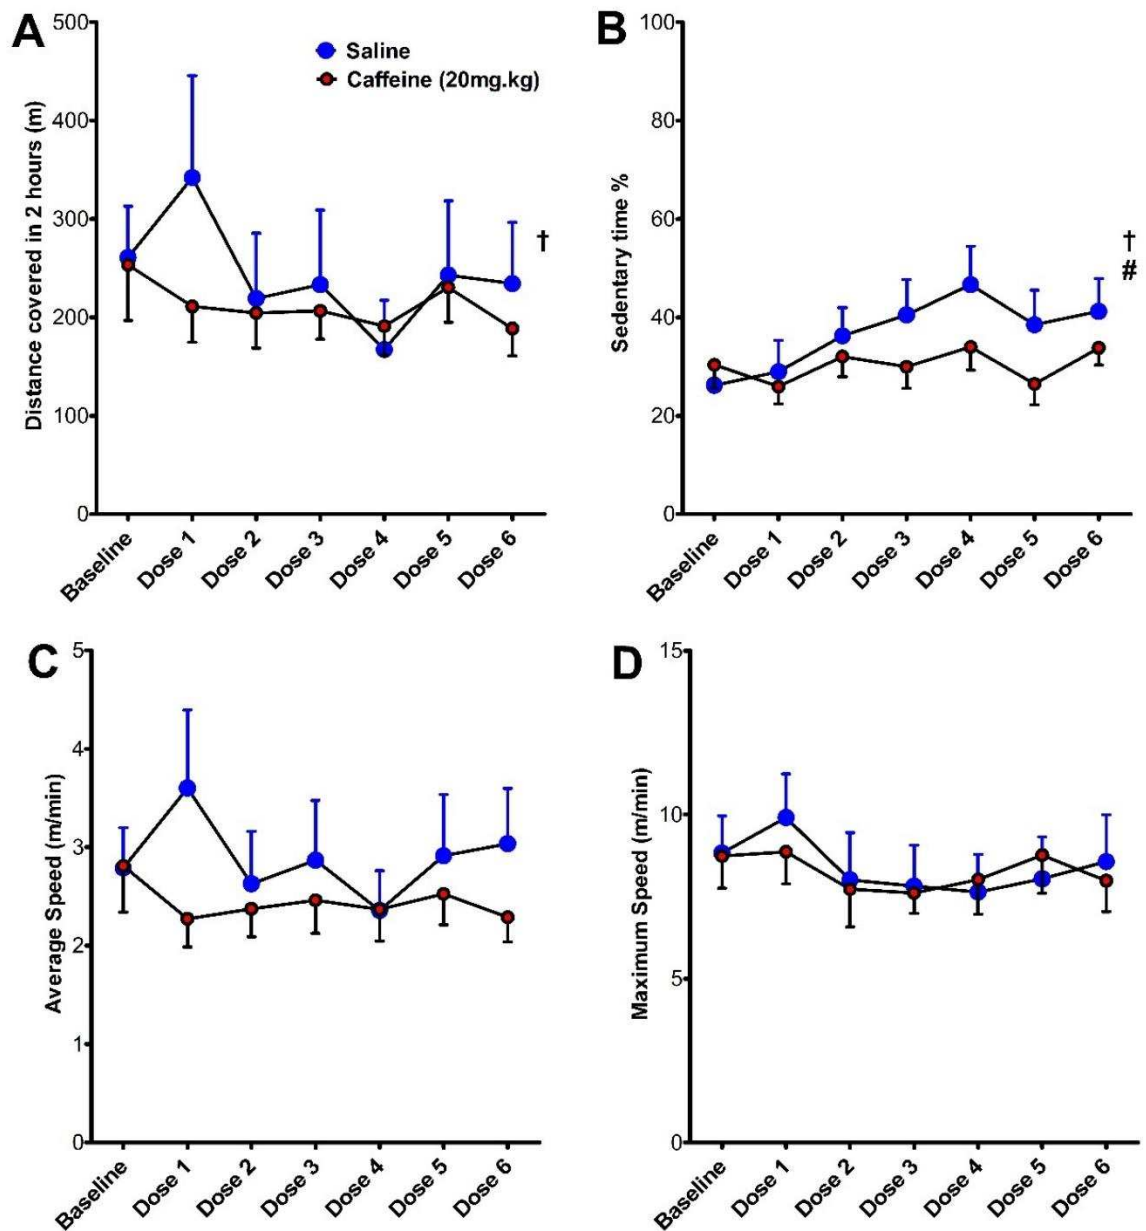 A
Distance covered in 2 hours (m)
500
400
300
200
100
0
Saline
Caffeine (20mg.kg)
†
Baseline
Dose 1
Dose 2
Dose 3
Dose 4
Dose 5
Dose 6
B
Sedentary time %
100
80
60
40
20
0
†
#
Baseline
Dose 1
Dose 2
Dose 3
Dose 4
Dose 5
Dose 6
C
Average Speed (m/min)
5
4
3
2
1
0
Baseline
Dose 1
Dose 2
Dose 3
Dose 4
Dose 5
Dose 6
D
Maximum Speed (m/min)
15
10
5
0
Baseline
Dose 1
Dose 2
Dose 3
Dose 4
Dose 5
Dose 6